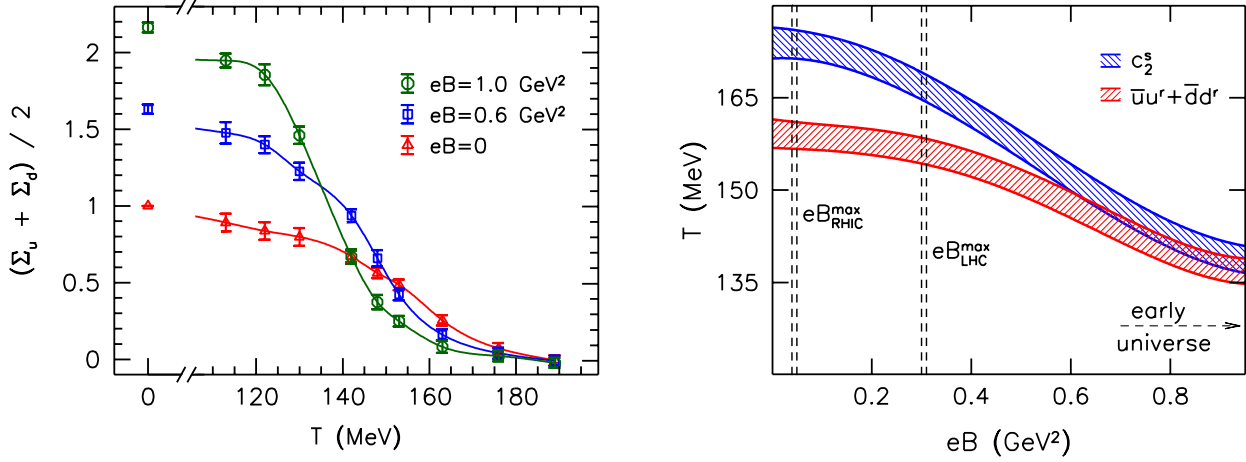 (Σu + Σd) / 2
2
1.5
1
0.5
0
eB=1.0 GeV²
eB=0.6 GeV²
eB=0
0 120 140 160 180
T (MeV)
T (MeV)
165
150
135
c₂ˢ
ūuʳ+d̄dʳ
eBᵐᵃˣRHIC
eBᵐᵃˣLHC
early
universe
0.2 0.4 0.6 0.8
eB (GeV²)